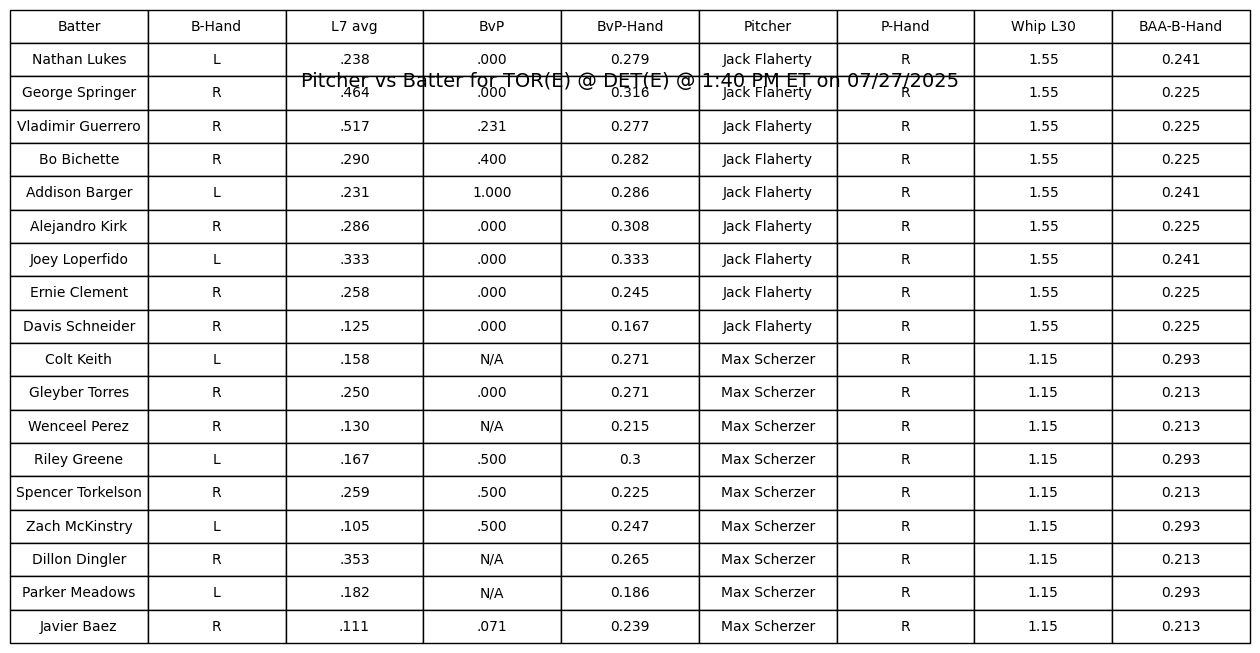 Batter B-Hand L7 avg BvP BvP-Hand Pitcher P-Hand Whip L30 BAA-B-Hand
Nathan Lukes L .238 .000 0.279 Jack Flaherty R 1.55 0.241
Pitcher vs Batter for TOR(E) @ DET(E) @ 1:40 PM ET on 07/27/2025
George Springer R .464 .000 0.316 Jack Flaherty R 1.55 0.225
Vladimir Guerrero R .517 .231 0.277 Jack Flaherty R 1.55 0.225
Bo Bichette R .290 .400 0.282 Jack Flaherty R 1.55 0.225
Addison Barger L .231 1.000 0.286 Jack Flaherty R 1.55 0.241
Alejandro Kirk R .286 .000 0.308 Jack Flaherty R 1.55 0.225
Joey Loperfido L .333 .000 0.333 Jack Flaherty R 1.55 0.241
Ernie Clement R .258 .000 0.245 Jack Flaherty R 1.55 0.225
Davis Schneider R .125 .000 0.167 Jack Flaherty R 1.55 0.225
Colt Keith L .158 N/A 0.271 Max Scherzer R 1.15 0.293
Gleyber Torres R .250 .000 0.271 Max Scherzer R 1.15 0.213
Wenceel Perez R .130 N/A 0.215 Max Scherzer R 1.15 0.213
Riley Greene L .167 .500 0.3 Max Scherzer R 1.15 0.293
Spencer Torkelson R .259 .500 0.225 Max Scherzer R 1.15 0.213
Zach McKinstry L .105 .500 0.247 Max Scherzer R 1.15 0.293
Dillon Dingler R .353 N/A 0.265 Max Scherzer R 1.15 0.213
Parker Meadows L .182 N/A 0.186 Max Scherzer R 1.15 0.293
Javier Baez R .111 .071 0.239 Max Scherzer R 1.15 0.213